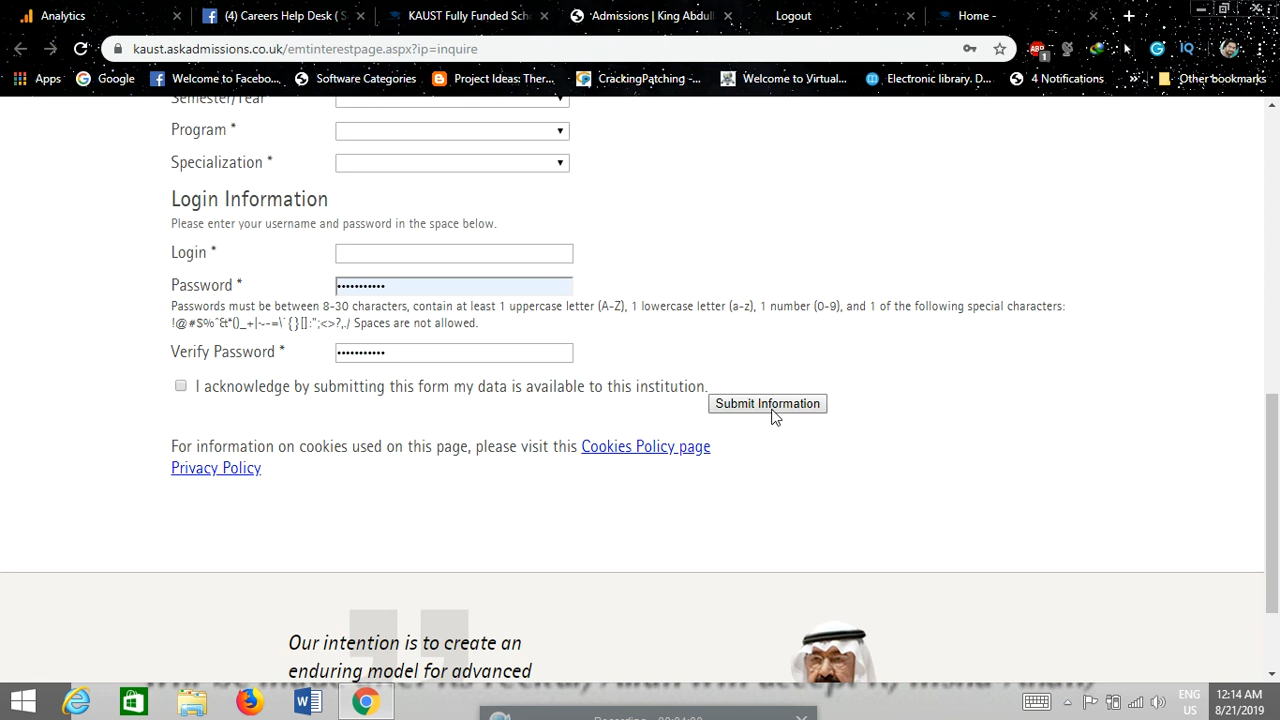 Analytics
(4) Careers Help Desk ( S
KAUST Fully Funded Sch
Admissions | King Abdull
Logout
Home -
kaust.askadmissions.co.uk/emtinterestpage.aspx?ip=inquire
ABP
1
IQ
Apps
Google
Welcome to Facebo...
Software Categories
Project Ideas: Ther...
CrackingPatching -...
Welcome to Virtual...
Electronic library. D...
4 Notifications
»
Other bookmarks
Semester/Year
Program *
Specialization *
Login Information
Please enter your username and password in the space below.
Login *
Password *
•••••••••••
Passwords must be between 8-30 characters, contain at least 1 uppercase letter (A-Z), 1 lowercase letter (a-z), 1 number (0-9), and 1 of the following special characters:
!@#$%^&*()_+|~-=\`{}[]:";<>?,./ Spaces are not allowed.
Verify Password *
•••••••••••
I acknowledge by submitting this form my data is available to this institution.
Submit Information
For information on cookies used on this page, please visit this Cookies Policy page
Privacy Policy
Our intention is to create an
enduring model for advanced
ENG
US
12:14 AM
8/21/2019